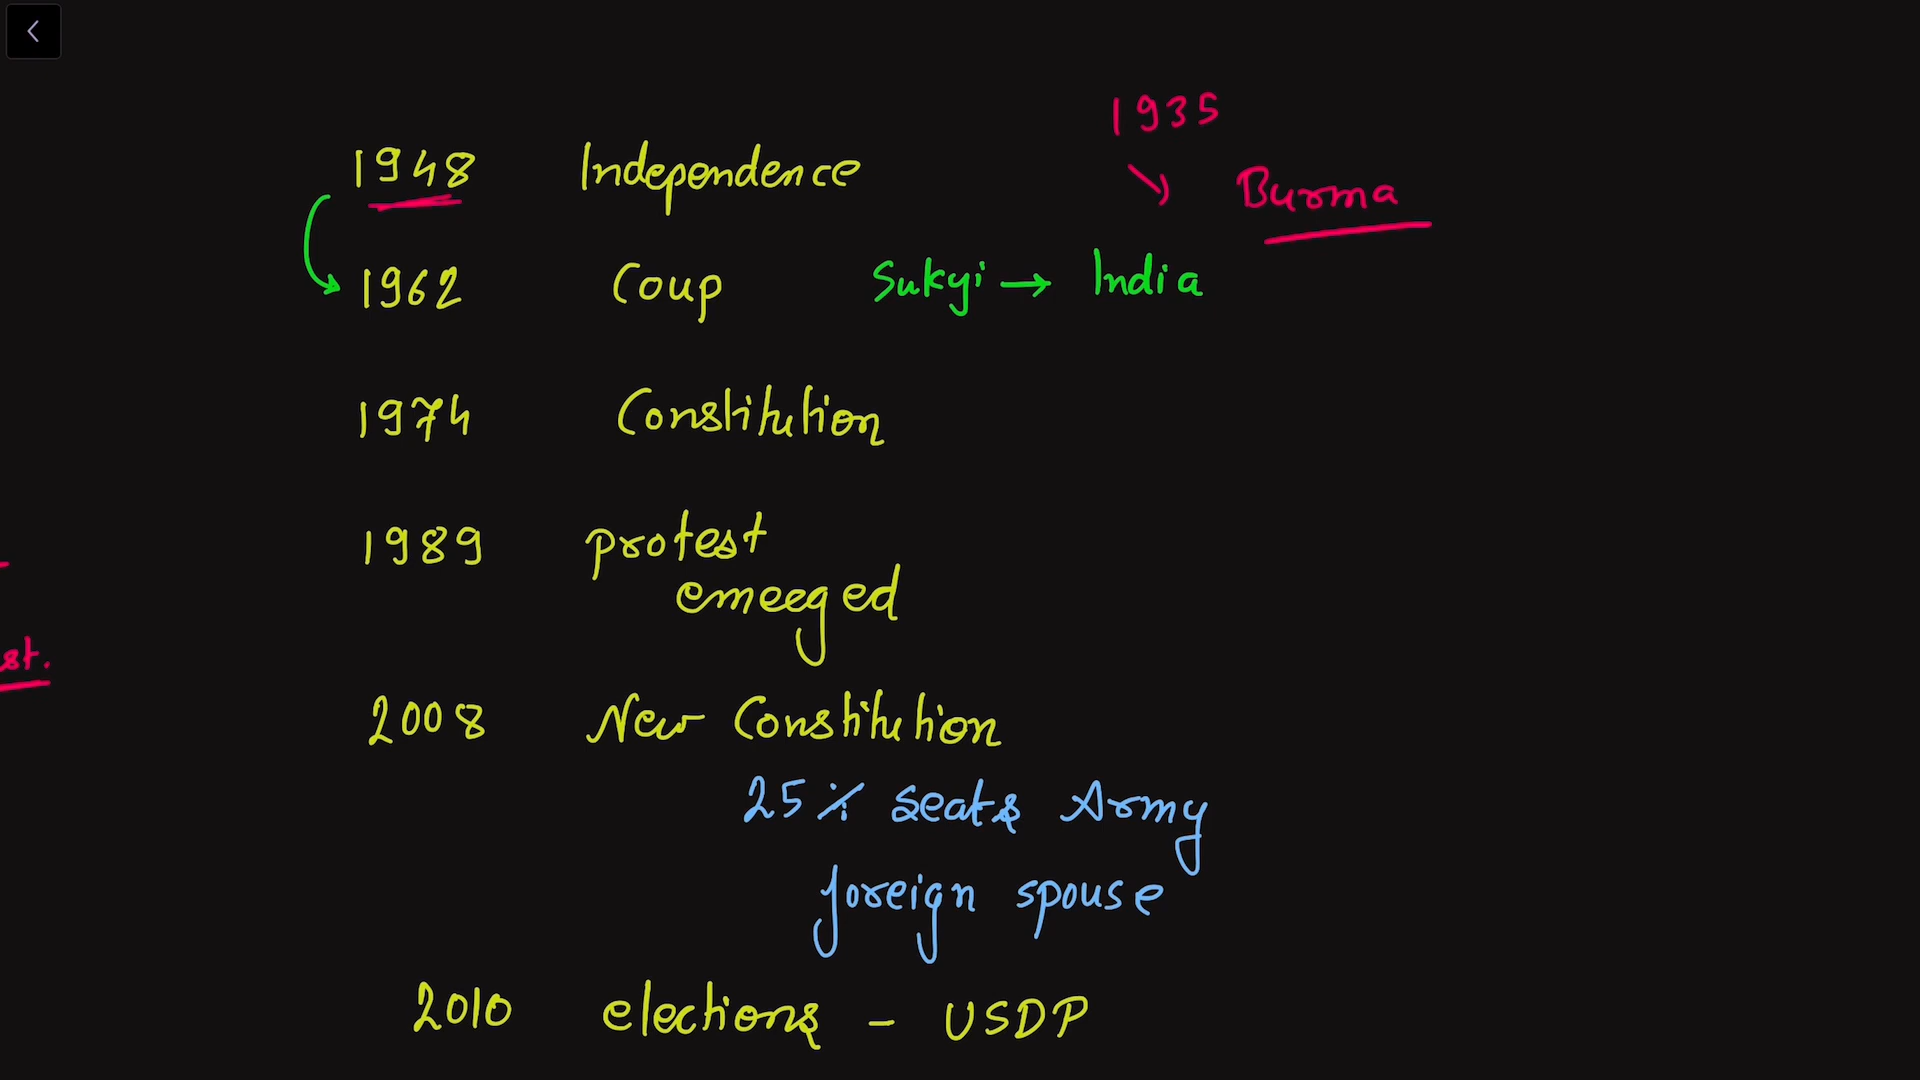 1935
1948 Independence
Burma
1962 Coup Sukyi → India
1974 Constitution
1989 protest
emeeged
st.
2008 New Constitution
25% seats Army
foreign spouse
2010 elections - USDP